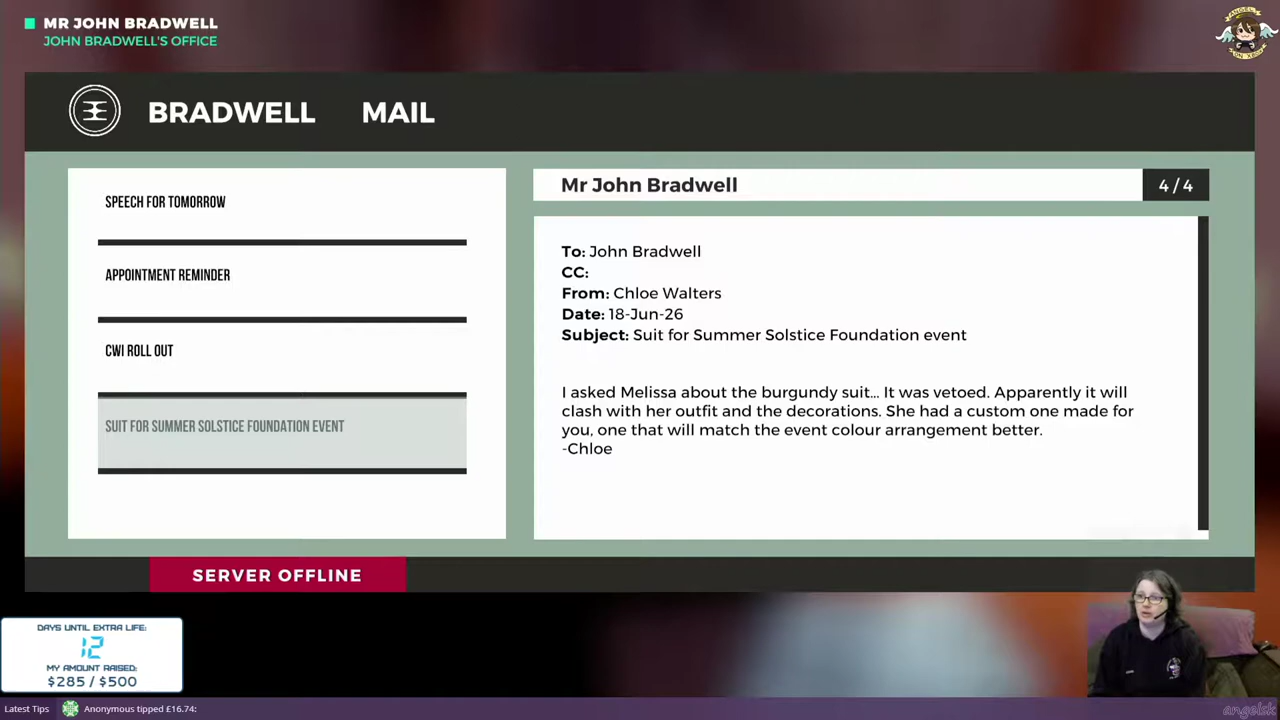 MR JOHN BRADWELL
JOHN BRADWELL'S OFFICE
ANGEL
ON XBOX
BRADWELL MAIL
SPEECH FOR TOMORROW
APPOINTMENT REMINDER
CWI ROLL OUT
SUIT FOR SUMMER SOLSTICE FOUNDATION EVENT
Mr John Bradwell
4 / 4
To: John Bradwell
CC:
From: Chloe Walters
Date: 18-Jun-26
Subject: Suit for Summer Solstice Foundation event
I asked Melissa about the burgundy suit... It was vetoed. Apparently it will
clash with her outfit and the decorations. She had a custom one made for
you, one that will match the event colour arrangement better.
-Chloe
SERVER OFFLINE
DAYS UNTIL EXTRA LIFE:
12
MY AMOUNT RAISED:
$285 / $500
Latest Tips
Anonymous tipped £16.74:
angelsk